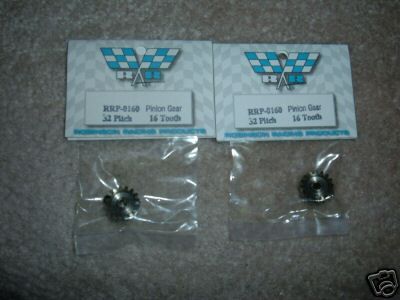 RRP-0160 Pinion Gear
32 Pitch 16 Tooth
ROBINSON RACING PRODUCTS
RRP-0160 Pinion Gear
32 Pitch 16 Tooth
ROBINSON RACING PRODUCTS